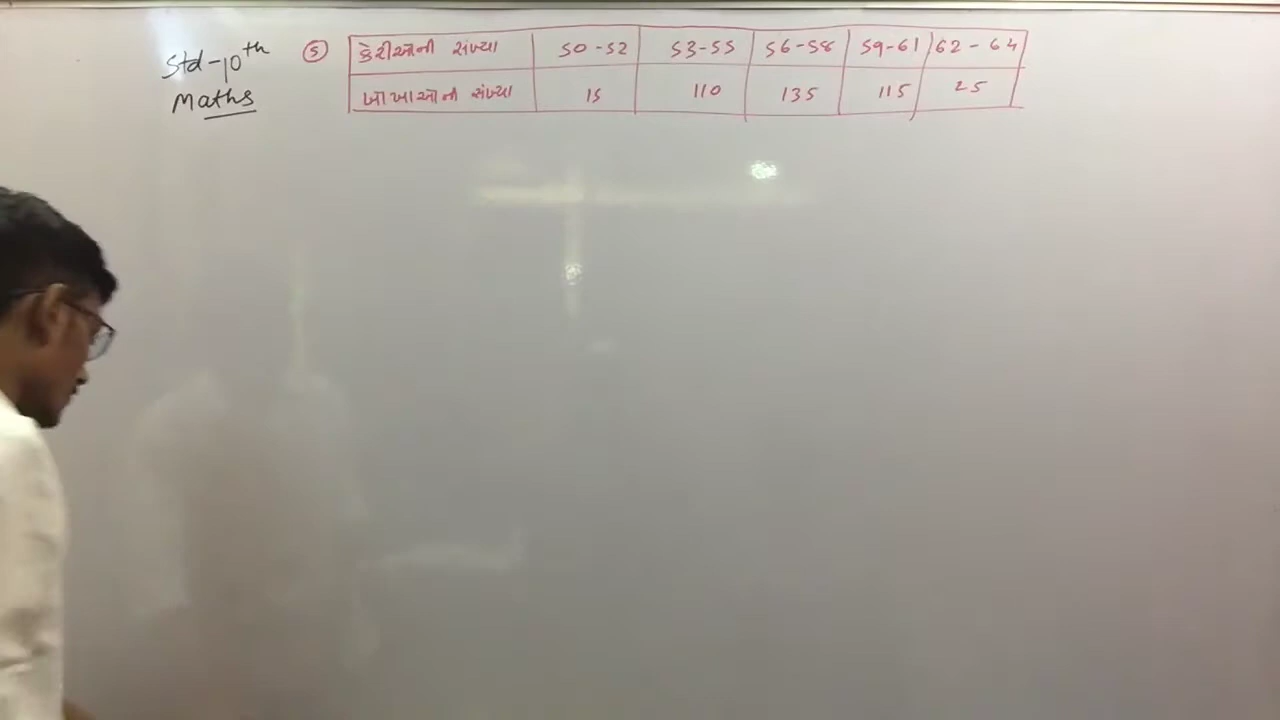 Std-10th
Maths
⑤ કેરીઓની સંખ્યા 50-52 53-55 56-58 59-61 62-64
ખોખાઓની સંખ્યા 15 110 135 115 25